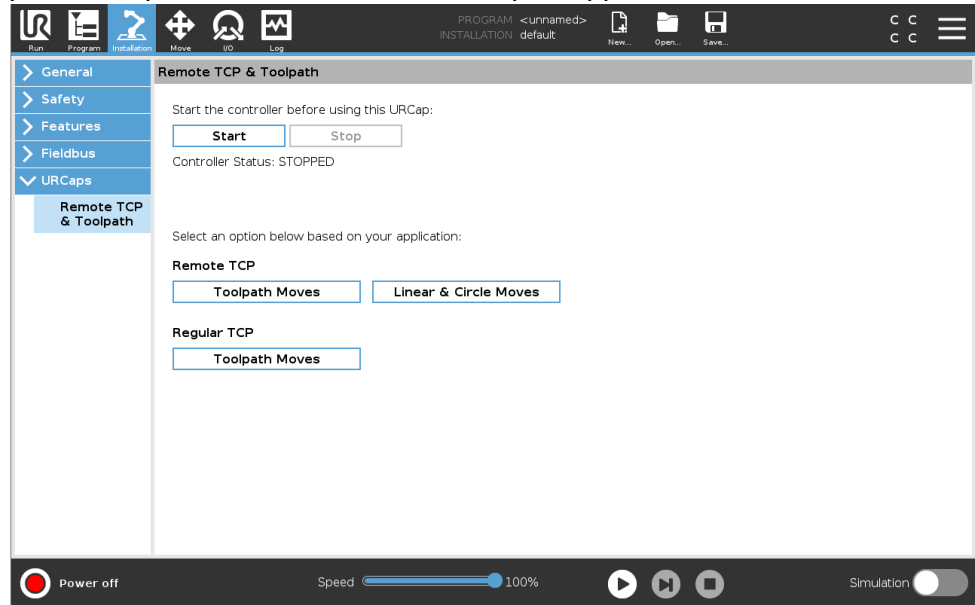 PROGRAM <unnamed>
INSTALLATION default
UR
Run Program Installation Move I/O Log New... Open... Save...
C C
C C
General
Safety
Features
Fieldbus
URCaps
Remote TCP
& Toolpath
Remote TCP & Toolpath
Start the controller before using this URCap:
Start Stop
Controller Status: STOPPED
Select an option below based on your application:
Remote TCP
Toolpath Moves Linear & Circle Moves
Regular TCP
Toolpath Moves
Power off Speed 100% Simulation